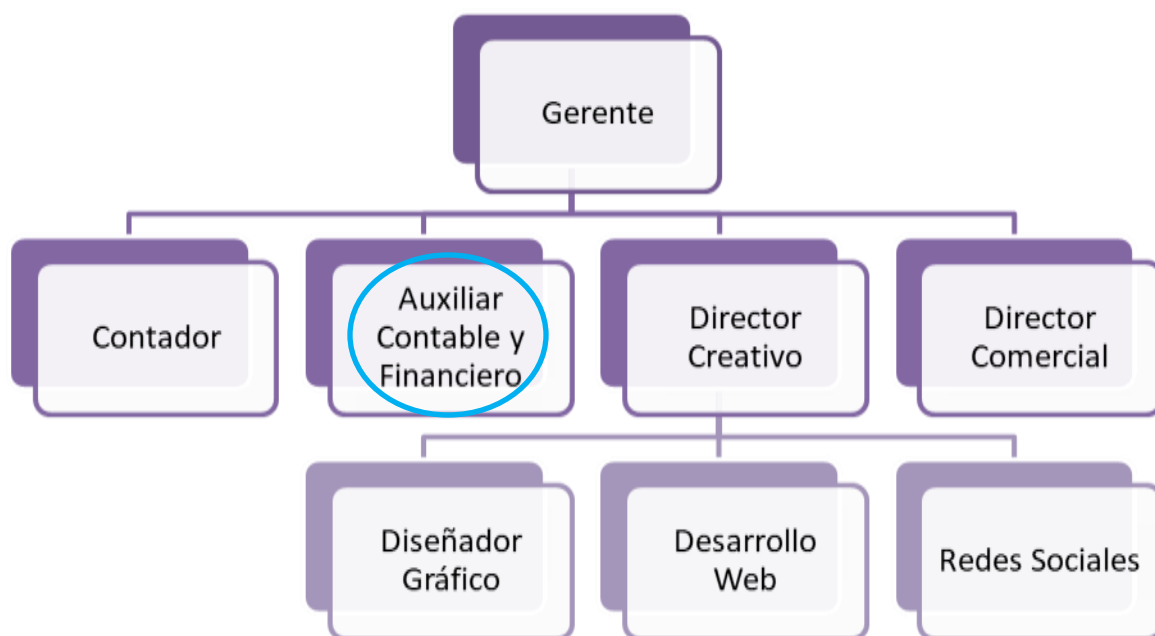 Gerente
Contador
Auxiliar
Contable y
Financiero
Director
Creativo
Director
Comercial
Diseñador
Gráfico
Desarrollo
Web
Redes Sociales